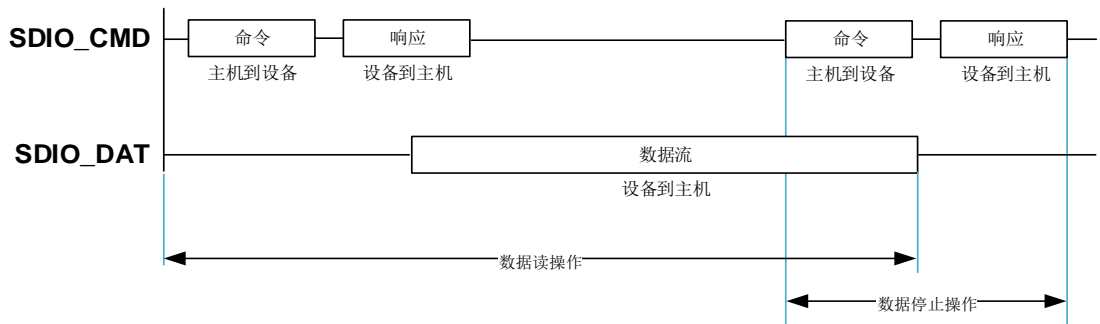 SDIO_CMD
命令
响应
命令
响应
主机到设备
设备到主机
主机到设备
设备到主机
SDIO_DAT
数据流
设备到主机
数据读操作
数据停止操作